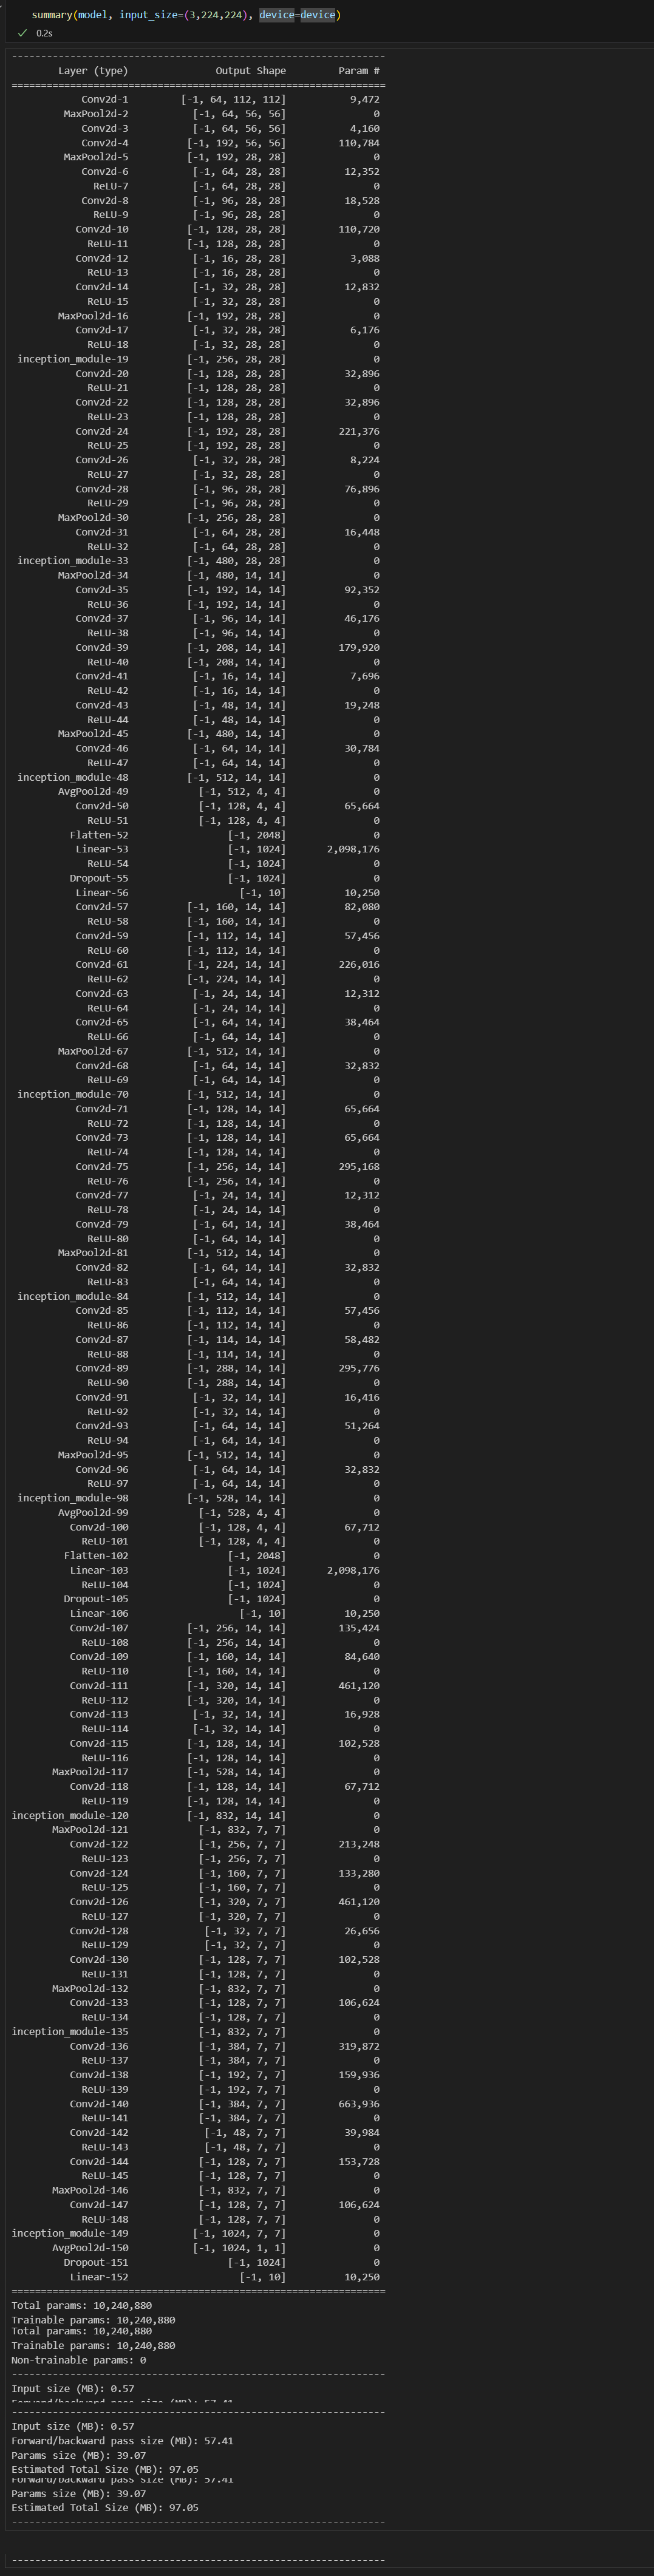 summary(model, input_size=(3,224,224), device=device)
0.2s
----------------------------------------------------------------
Layer (type) Output Shape Param #
================================================================
Conv2d-1 [-1, 64, 112, 112] 9,472
MaxPool2d-2 [-1, 64, 56, 56] 0
Conv2d-3 [-1, 64, 56, 56] 4,160
Conv2d-4 [-1, 192, 56, 56] 110,784
MaxPool2d-5 [-1, 192, 28, 28] 0
Conv2d-6 [-1, 64, 28, 28] 12,352
ReLU-7 [-1, 64, 28, 28] 0
Conv2d-8 [-1, 96, 28, 28] 18,528
ReLU-9 [-1, 96, 28, 28] 0
Conv2d-10 [-1, 128, 28, 28] 110,720
ReLU-11 [-1, 128, 28, 28] 0
Conv2d-12 [-1, 16, 28, 28] 3,088
ReLU-13 [-1, 16, 28, 28] 0
Conv2d-14 [-1, 32, 28, 28] 12,832
ReLU-15 [-1, 32, 28, 28] 0
MaxPool2d-16 [-1, 192, 28, 28] 0
Conv2d-17 [-1, 32, 28, 28] 6,176
ReLU-18 [-1, 32, 28, 28] 0
inception_module-19 [-1, 256, 28, 28] 0
Conv2d-20 [-1, 128, 28, 28] 32,896
ReLU-21 [-1, 128, 28, 28] 0
Conv2d-22 [-1, 128, 28, 28] 32,896
ReLU-23 [-1, 128, 28, 28] 0
Conv2d-24 [-1, 192, 28, 28] 221,376
ReLU-25 [-1, 192, 28, 28] 0
Conv2d-26 [-1, 32, 28, 28] 8,224
ReLU-27 [-1, 32, 28, 28] 0
Conv2d-28 [-1, 96, 28, 28] 76,896
ReLU-29 [-1, 96, 28, 28] 0
MaxPool2d-30 [-1, 256, 28, 28] 0
Conv2d-31 [-1, 64, 28, 28] 16,448
ReLU-32 [-1, 64, 28, 28] 0
inception_module-33 [-1, 480, 28, 28] 0
MaxPool2d-34 [-1, 480, 14, 14] 0
Conv2d-35 [-1, 192, 14, 14] 92,352
ReLU-36 [-1, 192, 14, 14] 0
Conv2d-37 [-1, 96, 14, 14] 46,176
ReLU-38 [-1, 96, 14, 14] 0
Conv2d-39 [-1, 208, 14, 14] 179,920
ReLU-40 [-1, 208, 14, 14] 0
Conv2d-41 [-1, 16, 14, 14] 7,696
ReLU-42 [-1, 16, 14, 14] 0
Conv2d-43 [-1, 48, 14, 14] 19,248
ReLU-44 [-1, 48, 14, 14] 0
MaxPool2d-45 [-1, 480, 14, 14] 0
Conv2d-46 [-1, 64, 14, 14] 30,784
ReLU-47 [-1, 64, 14, 14] 0
inception_module-48 [-1, 512, 14, 14] 0
AvgPool2d-49 [-1, 512, 4, 4] 0
Conv2d-50 [-1, 128, 4, 4] 65,664
ReLU-51 [-1, 128, 4, 4] 0
Flatten-52 [-1, 2048] 0
Linear-53 [-1, 1024] 2,098,176
ReLU-54 [-1, 1024] 0
Dropout-55 [-1, 1024] 0
Linear-56 [-1, 10] 10,250
Conv2d-57 [-1, 160, 14, 14] 82,080
ReLU-58 [-1, 160, 14, 14] 0
Conv2d-59 [-1, 112, 14, 14] 57,456
ReLU-60 [-1, 112, 14, 14] 0
Conv2d-61 [-1, 224, 14, 14] 226,016
ReLU-62 [-1, 224, 14, 14] 0
Conv2d-63 [-1, 24, 14, 14] 12,312
ReLU-64 [-1, 24, 14, 14] 0
Conv2d-65 [-1, 64, 14, 14] 38,464
ReLU-66 [-1, 64, 14, 14] 0
MaxPool2d-67 [-1, 512, 14, 14] 0
Conv2d-68 [-1, 64, 14, 14] 32,832
ReLU-69 [-1, 64, 14, 14] 0
inception_module-70 [-1, 512, 14, 14] 0
Conv2d-71 [-1, 128, 14, 14] 65,664
ReLU-72 [-1, 128, 14, 14] 0
Conv2d-73 [-1, 128, 14, 14] 65,664
ReLU-74 [-1, 128, 14, 14] 0
Conv2d-75 [-1, 256, 14, 14] 295,168
ReLU-76 [-1, 256, 14, 14] 0
Conv2d-77 [-1, 24, 14, 14] 12,312
ReLU-78 [-1, 24, 14, 14] 0
Conv2d-79 [-1, 64, 14, 14] 38,464
ReLU-80 [-1, 64, 14, 14] 0
MaxPool2d-81 [-1, 512, 14, 14] 0
Conv2d-82 [-1, 64, 14, 14] 32,832
ReLU-83 [-1, 64, 14, 14] 0
inception_module-84 [-1, 512, 14, 14] 0
Conv2d-85 [-1, 112, 14, 14] 57,456
ReLU-86 [-1, 112, 14, 14] 0
Conv2d-87 [-1, 114, 14, 14] 58,482
ReLU-88 [-1, 114, 14, 14] 0
Conv2d-89 [-1, 288, 14, 14] 295,776
ReLU-90 [-1, 288, 14, 14] 0
Conv2d-91 [-1, 32, 14, 14] 16,416
ReLU-92 [-1, 32, 14, 14] 0
Conv2d-93 [-1, 64, 14, 14] 51,264
ReLU-94 [-1, 64, 14, 14] 0
MaxPool2d-95 [-1, 512, 14, 14] 0
Conv2d-96 [-1, 64, 14, 14] 32,832
ReLU-97 [-1, 64, 14, 14] 0
inception_module-98 [-1, 528, 14, 14] 0
AvgPool2d-99 [-1, 528, 4, 4] 0
Conv2d-100 [-1, 128, 4, 4] 67,712
ReLU-101 [-1, 128, 4, 4] 0
Flatten-102 [-1, 2048] 0
Linear-103 [-1, 1024] 2,098,176
ReLU-104 [-1, 1024] 0
Dropout-105 [-1, 1024] 0
Linear-106 [-1, 10] 10,250
Conv2d-107 [-1, 256, 14, 14] 135,424
ReLU-108 [-1, 256, 14, 14] 0
Conv2d-109 [-1, 160, 14, 14] 84,640
ReLU-110 [-1, 160, 14, 14] 0
Conv2d-111 [-1, 320, 14, 14] 461,120
ReLU-112 [-1, 320, 14, 14] 0
Conv2d-113 [-1, 32, 14, 14] 16,928
ReLU-114 [-1, 32, 14, 14] 0
Conv2d-115 [-1, 128, 14, 14] 102,528
ReLU-116 [-1, 128, 14, 14] 0
MaxPool2d-117 [-1, 528, 14, 14] 0
Conv2d-118 [-1, 128, 14, 14] 67,712
ReLU-119 [-1, 128, 14, 14] 0
inception_module-120 [-1, 832, 14, 14] 0
MaxPool2d-121 [-1, 832, 7, 7] 0
Conv2d-122 [-1, 256, 7, 7] 213,248
ReLU-123 [-1, 256, 7, 7] 0
Conv2d-124 [-1, 160, 7, 7] 133,280
ReLU-125 [-1, 160, 7, 7] 0
Conv2d-126 [-1, 320, 7, 7] 461,120
ReLU-127 [-1, 320, 7, 7] 0
Conv2d-128 [-1, 32, 7, 7] 26,656
ReLU-129 [-1, 32, 7, 7] 0
Conv2d-130 [-1, 128, 7, 7] 102,528
ReLU-131 [-1, 128, 7, 7] 0
MaxPool2d-132 [-1, 832, 7, 7] 0
Conv2d-133 [-1, 128, 7, 7] 106,624
ReLU-134 [-1, 128, 7, 7] 0
inception_module-135 [-1, 832, 7, 7] 0
Conv2d-136 [-1, 384, 7, 7] 319,872
ReLU-137 [-1, 384, 7, 7] 0
Conv2d-138 [-1, 192, 7, 7] 159,936
ReLU-139 [-1, 192, 7, 7] 0
Conv2d-140 [-1, 384, 7, 7] 663,936
ReLU-141 [-1, 384, 7, 7] 0
Conv2d-142 [-1, 48, 7, 7] 39,984
ReLU-143 [-1, 48, 7, 7] 0
Conv2d-144 [-1, 128, 7, 7] 153,728
ReLU-145 [-1, 128, 7, 7] 0
MaxPool2d-146 [-1, 832, 7, 7] 0
Conv2d-147 [-1, 128, 7, 7] 106,624
ReLU-148 [-1, 128, 7, 7] 0
inception_module-149 [-1, 1024, 7, 7] 0
AvgPool2d-150 [-1, 1024, 1, 1] 0
Dropout-151 [-1, 1024] 0
Linear-152 [-1, 10] 10,250
================================================================
Total params: 10,240,880
Trainable params: 10,240,880
Total params: 10,240,880
Trainable params: 10,240,880
Non-trainable params: 0
----------------------------------------------------------------
Input size (MB): 0.57
Forward/backward pass size (MB): 57.41
----------------------------------------------------------------
Input size (MB): 0.57
Forward/backward pass size (MB): 57.41
Params size (MB): 39.07
Estimated Total Size (MB): 97.05
Forward/backward pass size (MB): 57.41
Params size (MB): 39.07
Estimated Total Size (MB): 97.05
----------------------------------------------------------------
----------------------------------------------------------------